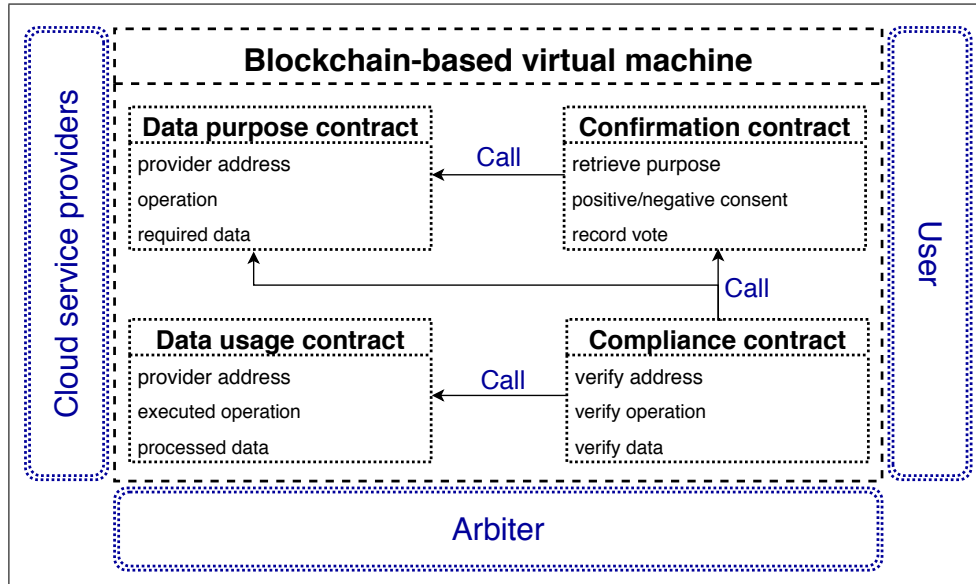 Cloud service providers
Blockchain-based virtual machine
Data purpose contract
provider address
operation
required data
Call
Confirmation contract
retrieve purpose
positive/negative consent
record vote
Call
Data usage contract
provider address
executed operation
processed data
Call
Compliance contract
verify address
verify operation
verify data
User
Arbiter